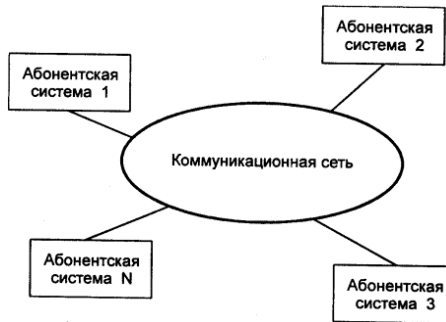 Абонентская
система 2
Абонентская
система 1
Коммуникационная сеть
Абонентская
система N
Абонентская
система 3